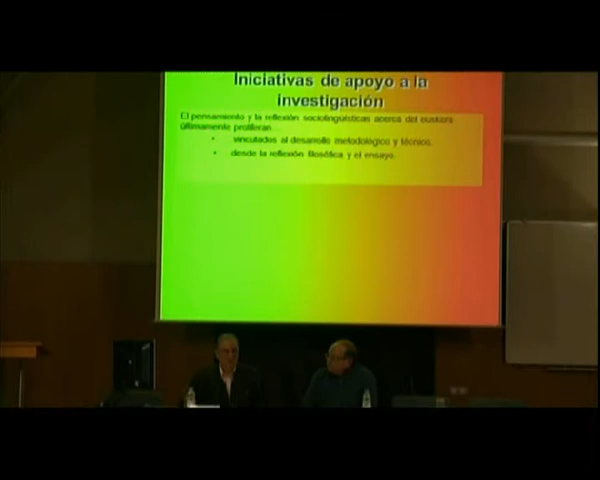 Iniciativas de apoyo a la
investigación
El pensamiento y la reflexión sociolingüísticas acerca del euskera
últimamente proliferan...
• vinculados al desarrollo metodológico y técnico.
• desde la reflexión filosófica y el ensayo.